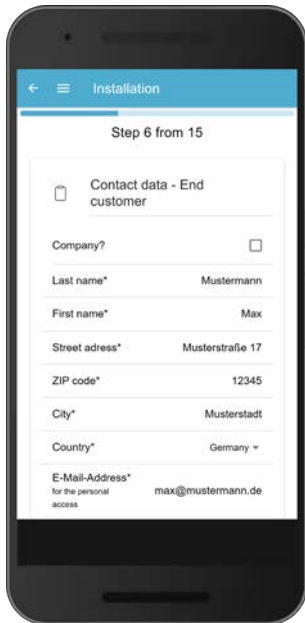 Installation
Step 6 from 15
Contact data - End
customer
Company?
Last name* Mustermann
First name* Max
Street adress* Musterstraße 17
ZIP code* 12345
City* Musterstadt
Country* Germany
E-Mail-Address*
for the personal
access
max@mustermann.de